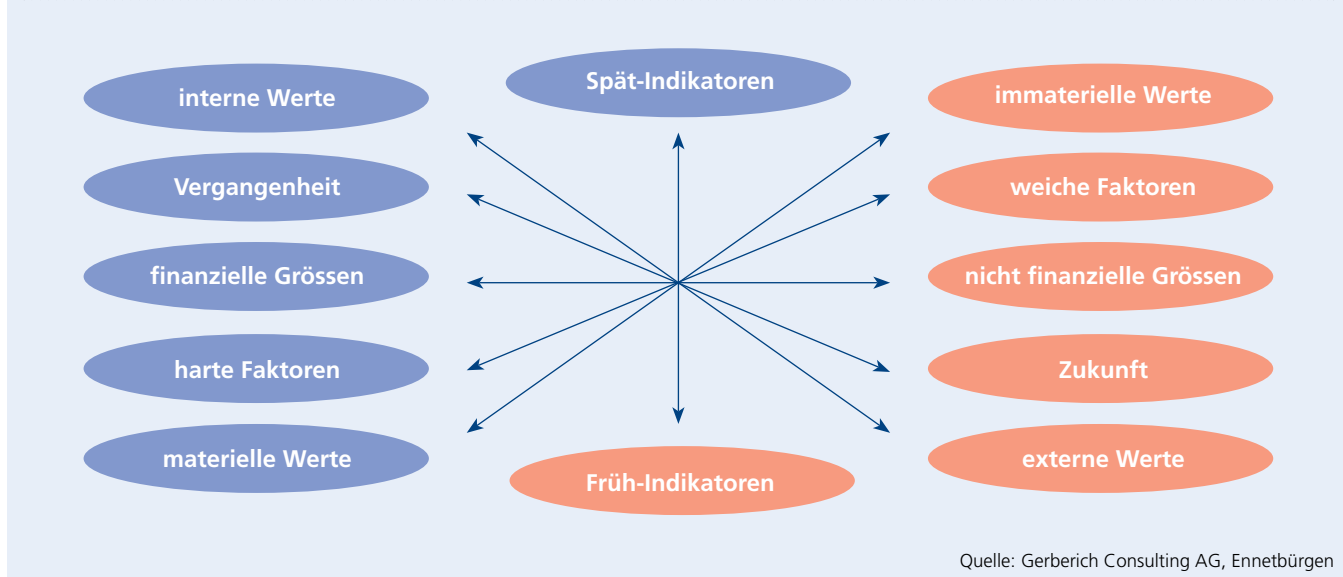 Spät-Indikatoren
interne Werte
immaterielle Werte
Vergangenheit
weiche Faktoren
finanzielle Grössen
nicht finanzielle Grössen
harte Faktoren
Zukunft
materielle Werte
externe Werte
Früh-Indikatoren
Quelle: Gerberich Consulting AG, Ennetbürgen